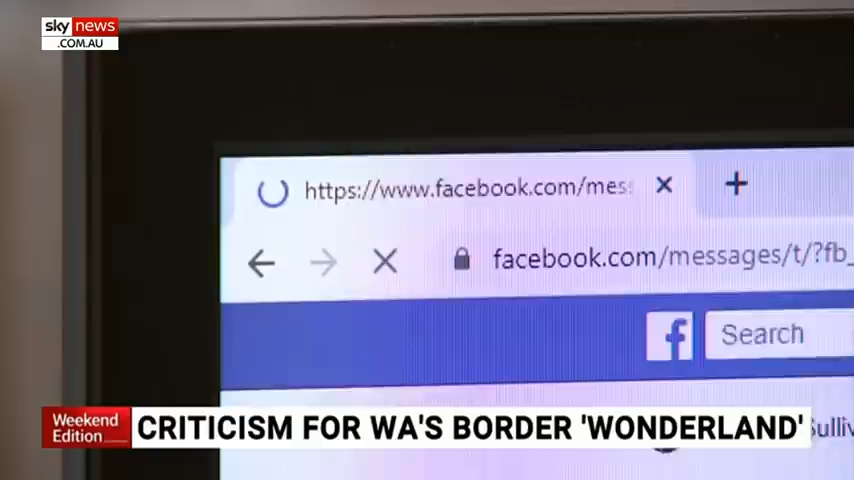 sky news
.COM.AU
https://www.facebook.com/mes
facebook.com/messages/t/?fb_
f Search
Weekend
Edition
CRITICISM FOR WA'S BORDER 'WONDERLAND'